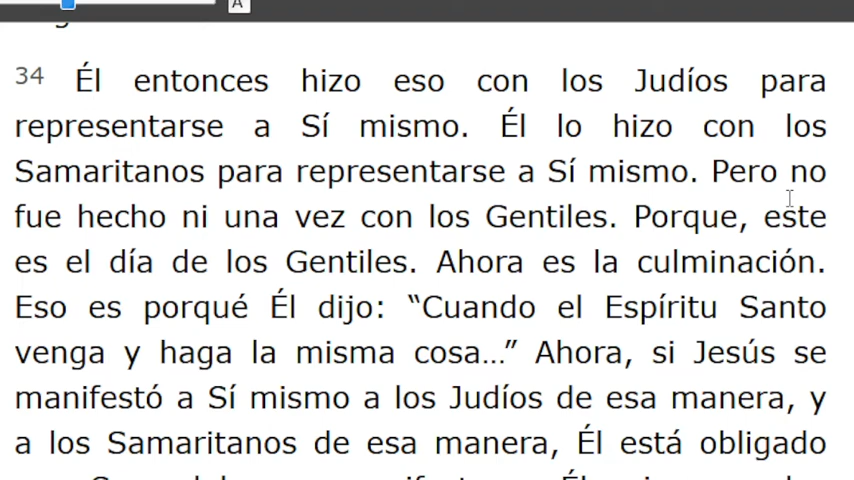 A
34 Él entonces hizo eso con los Judíos para
representarse a Sí mismo. Él lo hizo con los
Samaritanos para representarse a Sí mismo. Pero no
fue hecho ni una vez con los Gentiles. Porque, este
es el día de los Gentiles. Ahora es la culminación.
Eso es porqué Él dijo: “Cuando el Espíritu Santo
venga y haga la misma cosa...” Ahora, si Jesús se
manifestó a Sí mismo a los Judíos de esa manera, y
a los Samaritanos de esa manera, Él está obligado